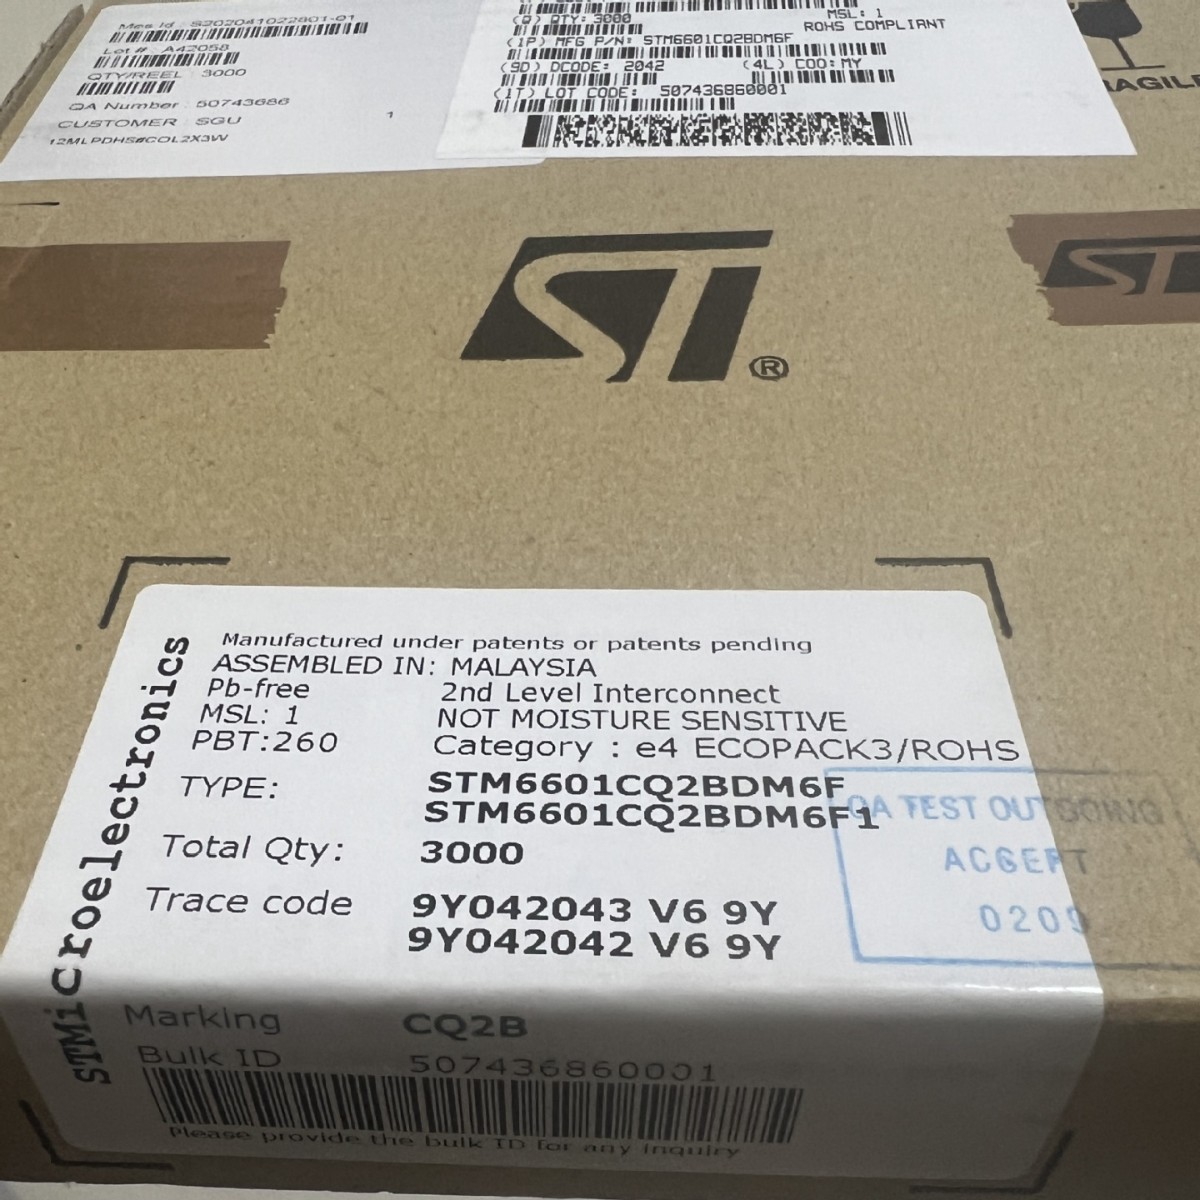 Mes Id : S202041022801-01
Lot # : A42058
QTY/REEL : 3000
QA Number : 50743686
CUSTOMER : SGU
1
12MLPDHS#COL2X3W
(Q) QTY: 3000
MSL: 1
ROHS COMPLIANT
(1P) MFG P/N: STM6601CQ2BDM6F
(9D) DCODE: 2042
(4L) COO: MY
(1T) LOT CODE: 507436860001
RAGILE
ST
®
ST
STMicroelectronics
Manufactured under patents or patents pending
ASSEMBLED IN: MALAYSIA
Pb-free 2nd Level Interconnect
MSL: 1 NOT MOISTURE SENSITIVE
PBT:260 Category : e4 ECOPACK3/ROHS
TYPE: STM6601CQ2BDM6F
STM6601CQ2BDM6F1
Total Qty: 3000
Trace code 9Y042043 V6 9Y
9Y042042 V6 9Y
QA TEST OUTGOING
ACCEPT
0209
Marking CQ2B
Bulk ID 507436860001
Please provide the bulk ID for any inquiry